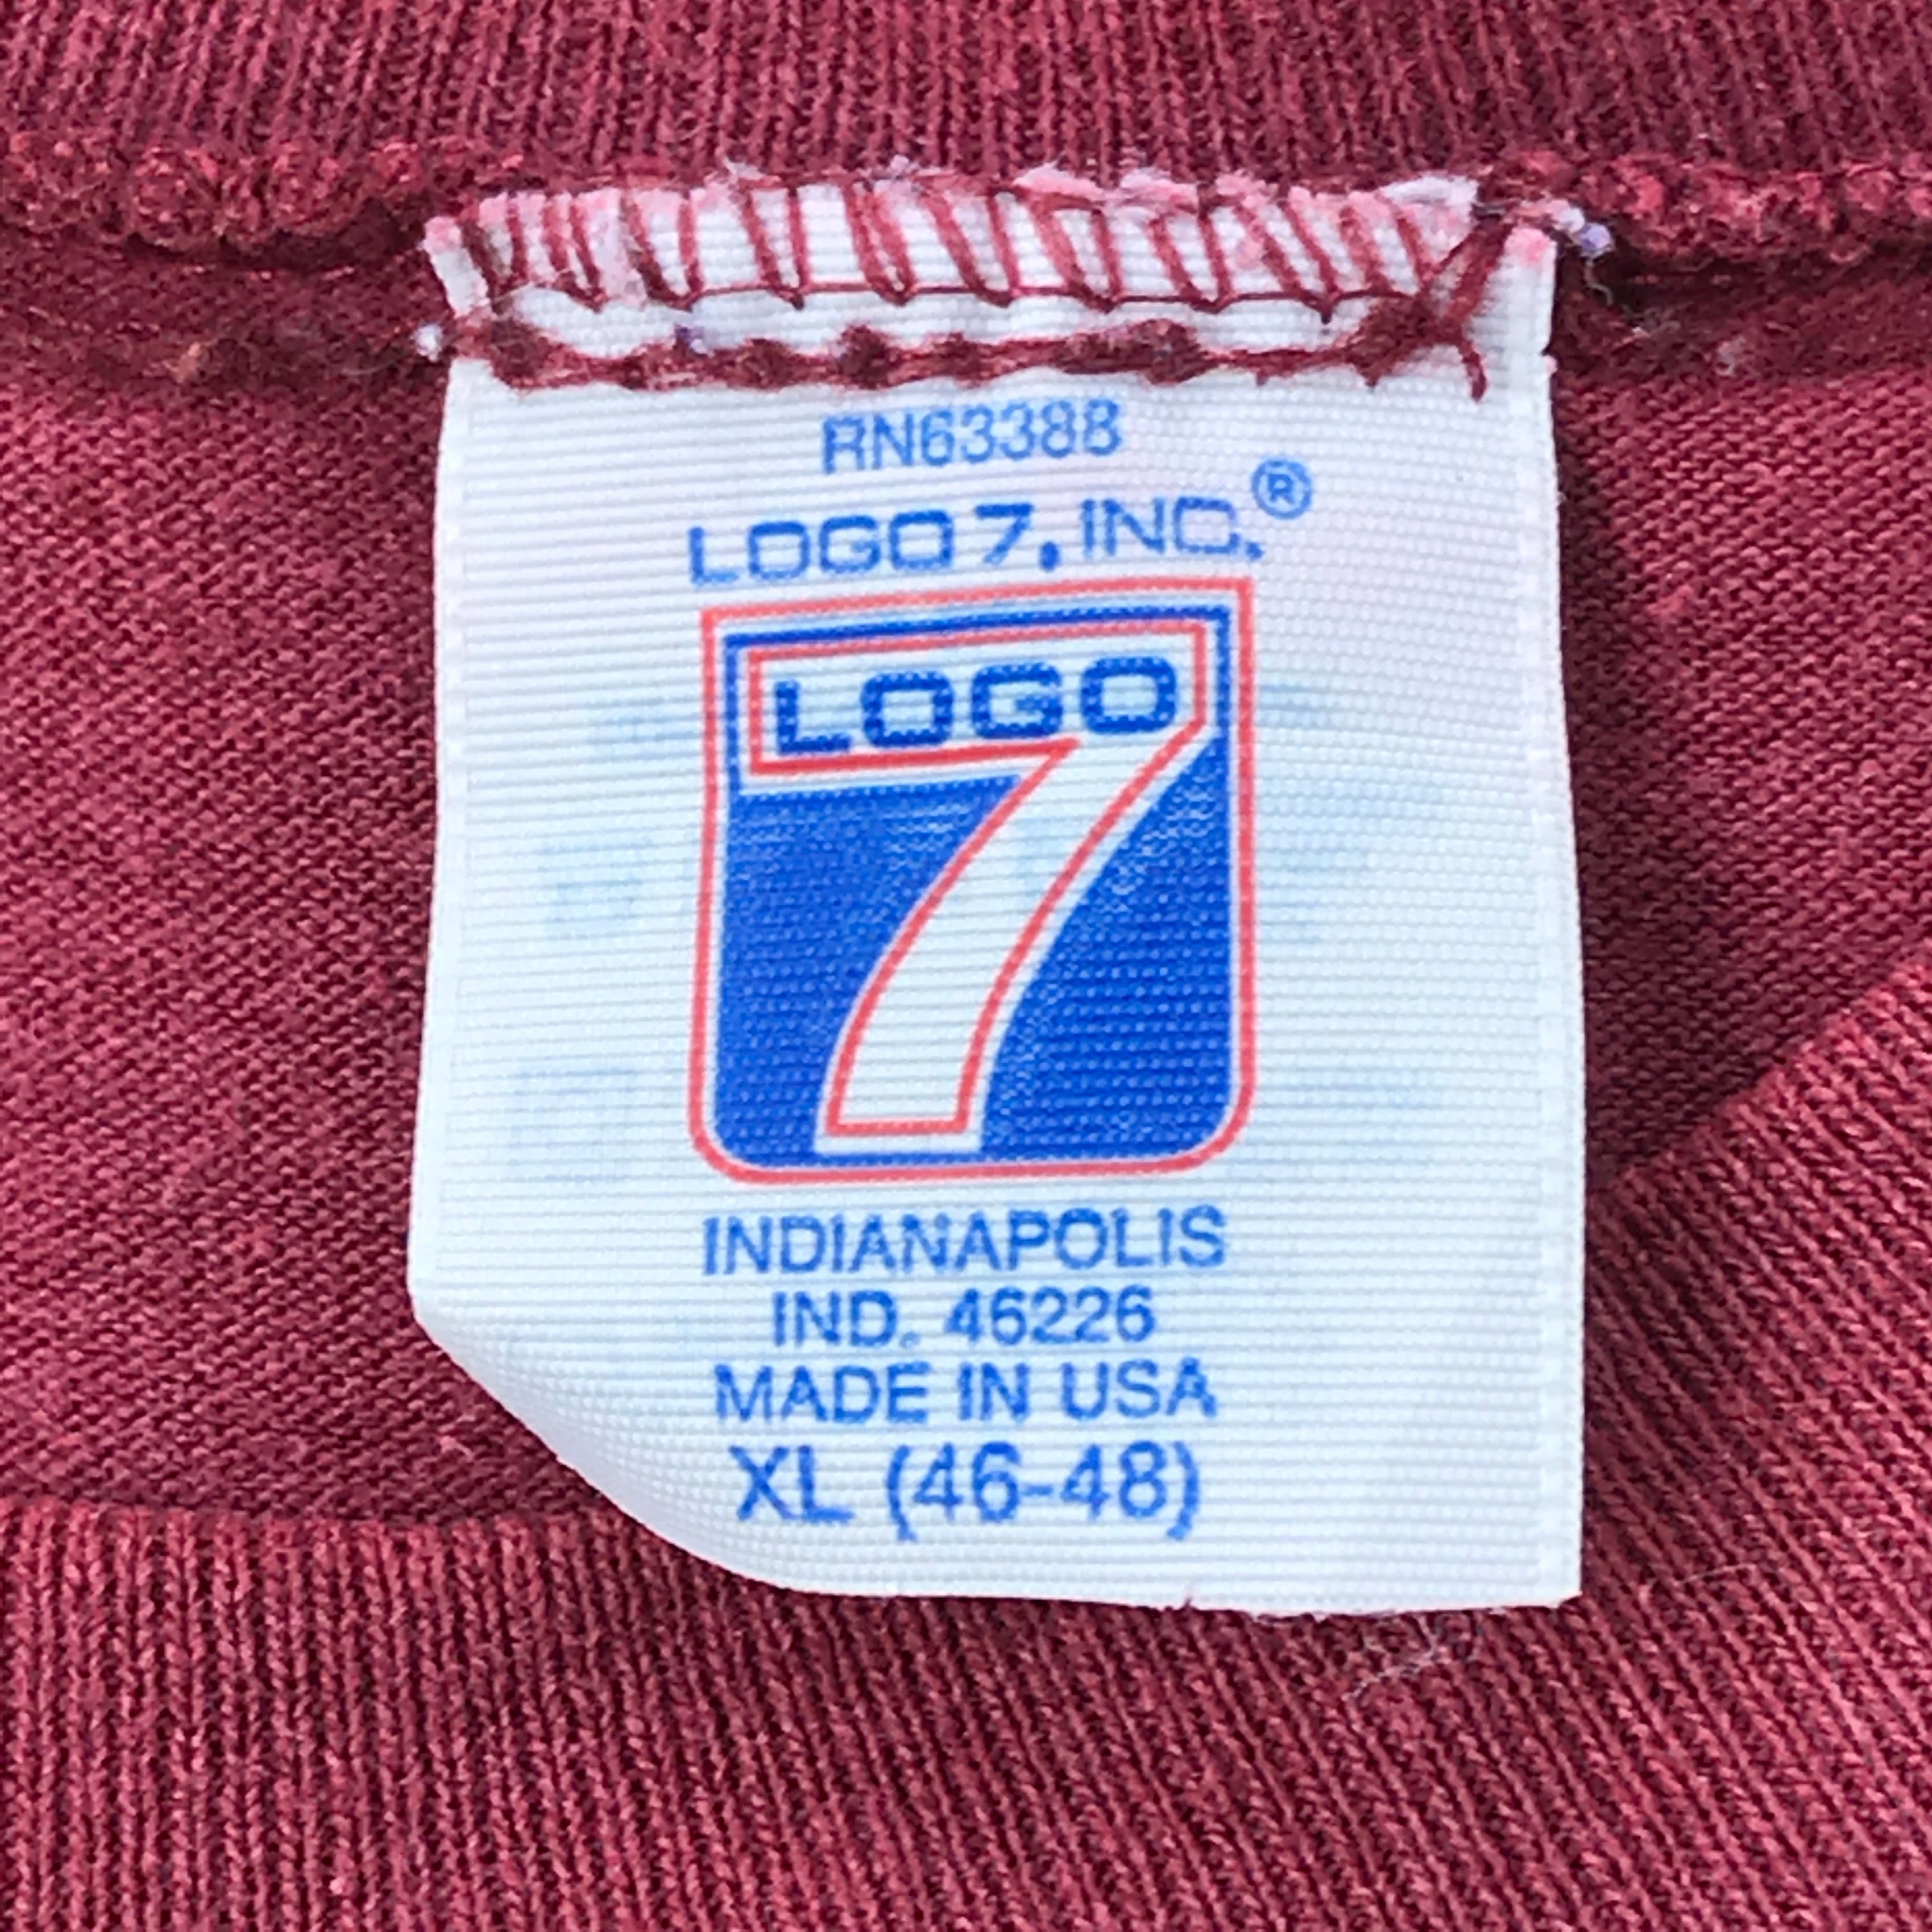 RN63388
LOGO 7, INC.®
LOGO
7
INDIANAPOLIS
IND. 46226
MADE IN USA
XL (46-48)